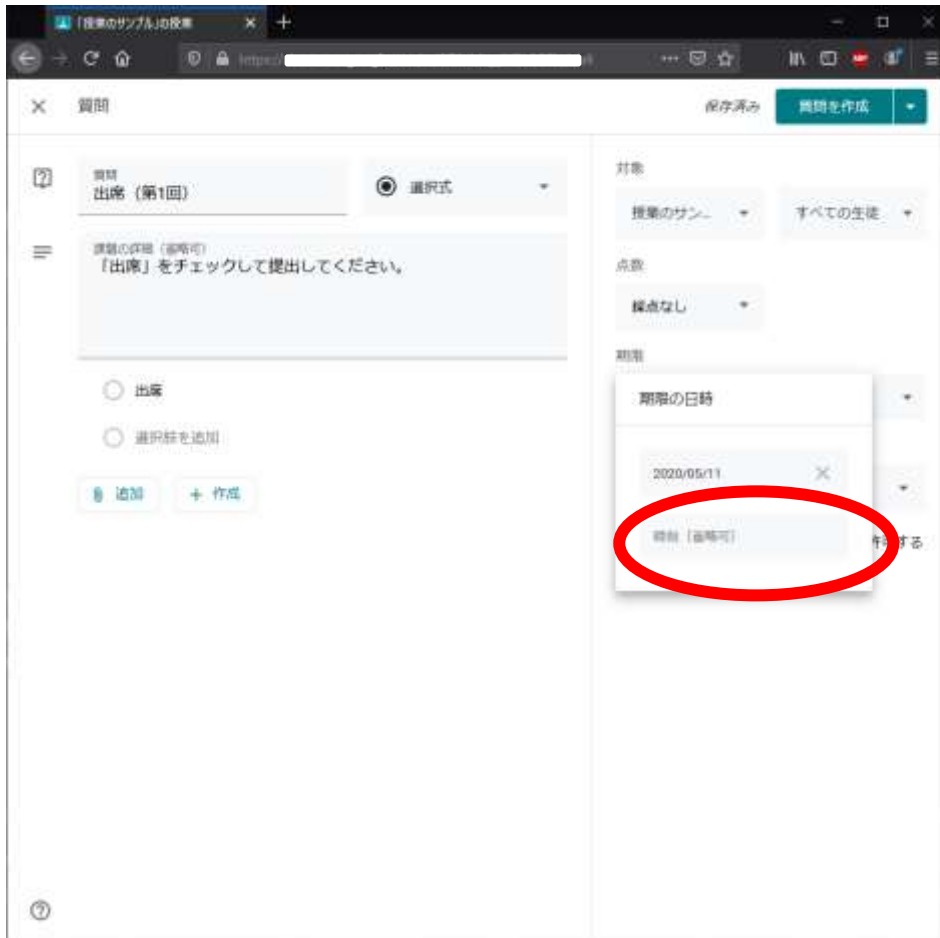 「授業のサンプル」の授業
質問
保存済み
質問を作成
質問
出席（第1回）
選択式
課題の詳細（省略可）
「出席」をチェックして提出してください。
出席
選択肢を追加
追加
作成
対象
授業のサン...
すべての生徒
点数
採点なし
期限
期限の日時
2020/05/11
時刻（省略可）
する